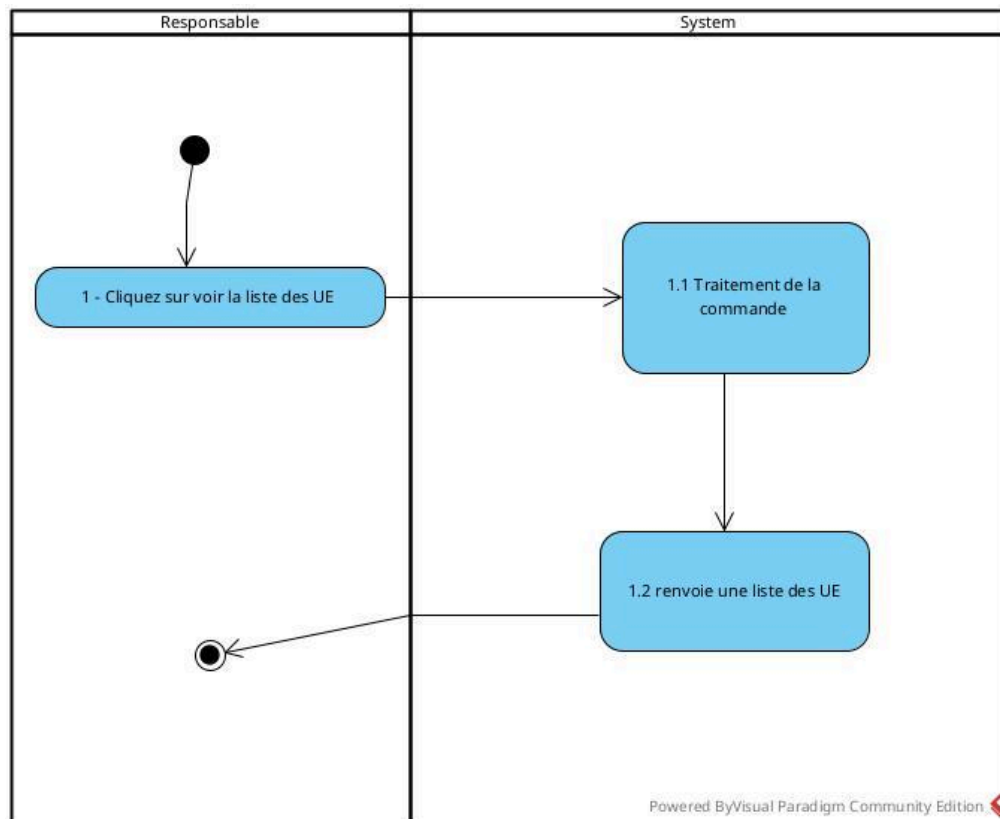 Responsable
System
1 - Cliquez sur voir la liste des UE
1.1 Traitement de la
commande
1.2 renvoie une liste des UE
Powered ByVisual Paradigm Community Edition